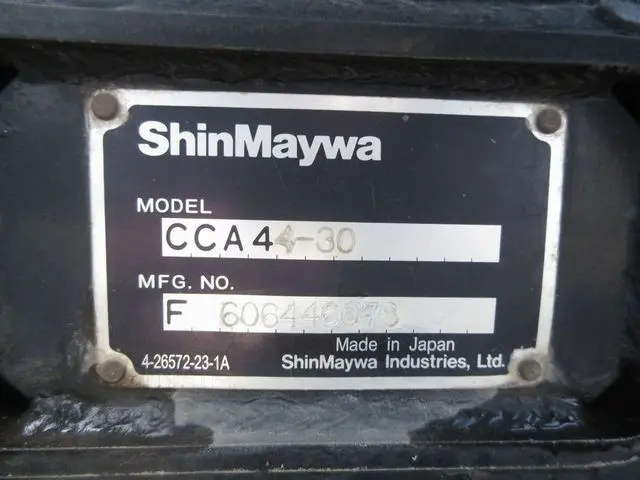 ShinMaywa
MODEL
CCA44-30
MFG. NO.
F
Made in Japan
4-26572-23-1A
ShinMaywa Industries, Ltd.